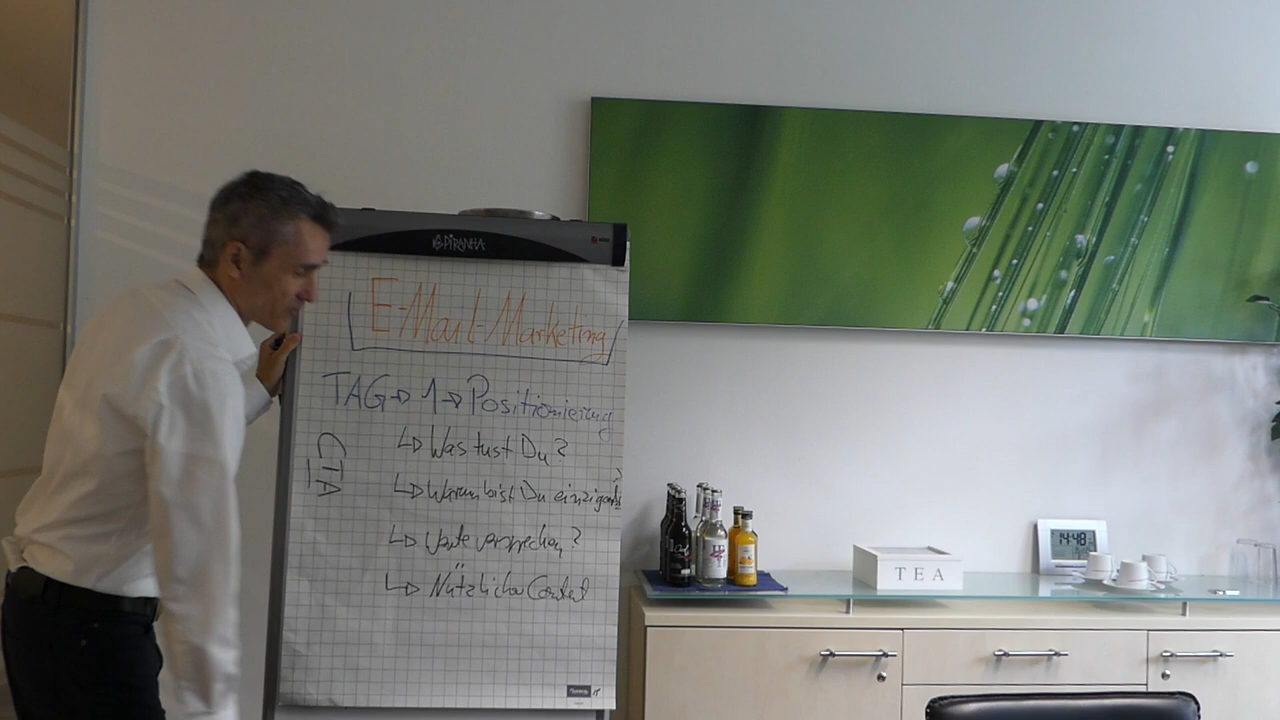 PIRANHA
E-Mail-Marketing
TAG → 1 → Positionierung
↳ Was tust Du?
↳ Warum bist Du einzigart?
↳ Werte versprechen?
↳ Nützlicher Content
CTA
TEA
14:48